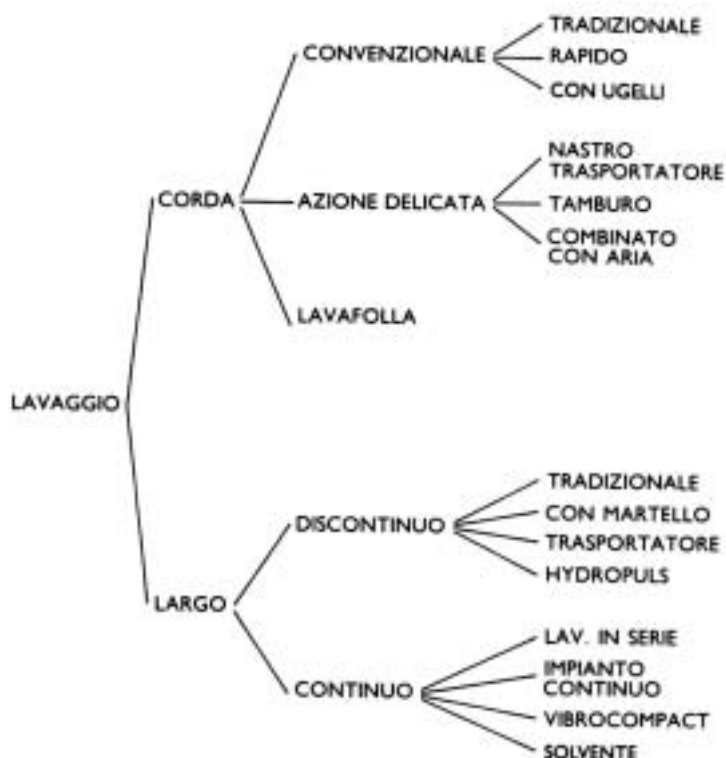 TRADIZIONALE
CONVENZIONALE
RAPIDO
CON UGELLI
NASTRO
TRASPORTATORE
CORDA
AZIONE DELICATA
TAMBURO
COMBINATO
CON ARIA
LAVAFOLLA
LAVAGGIO
TRADIZIONALE
CON MARTELLO
DISCONTINUO
TRASPORTATORE
HYDROPULS
LARGO
LAV. IN SERIE
IMPIANTO
CONTINUO
CONTINUO
VIBROCOMPACT
SOLVENTE